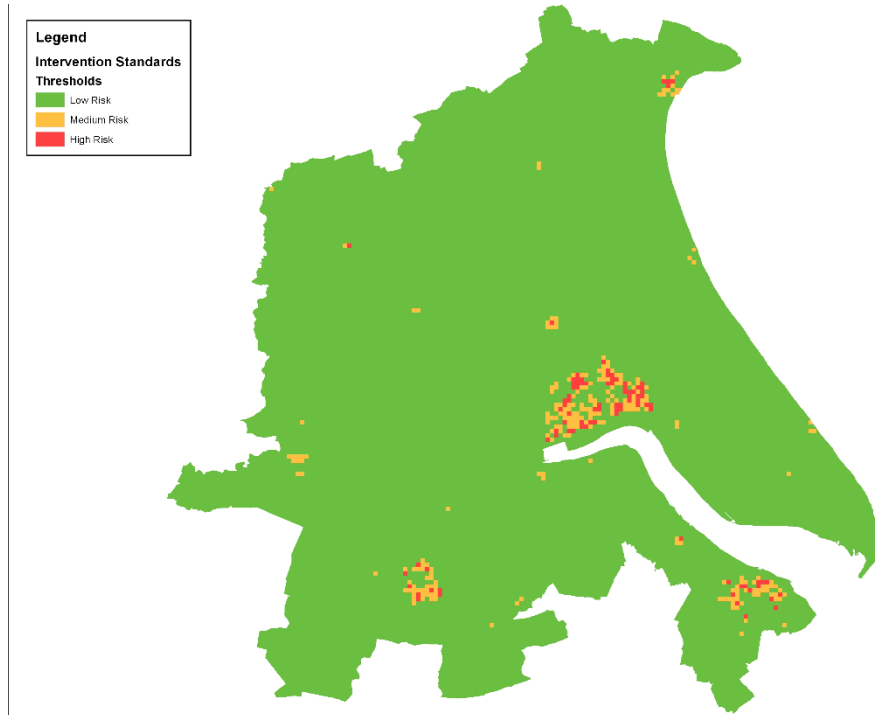 Legend
Intervention Standards
Thresholds
Low Risk
Medium Risk
High Risk